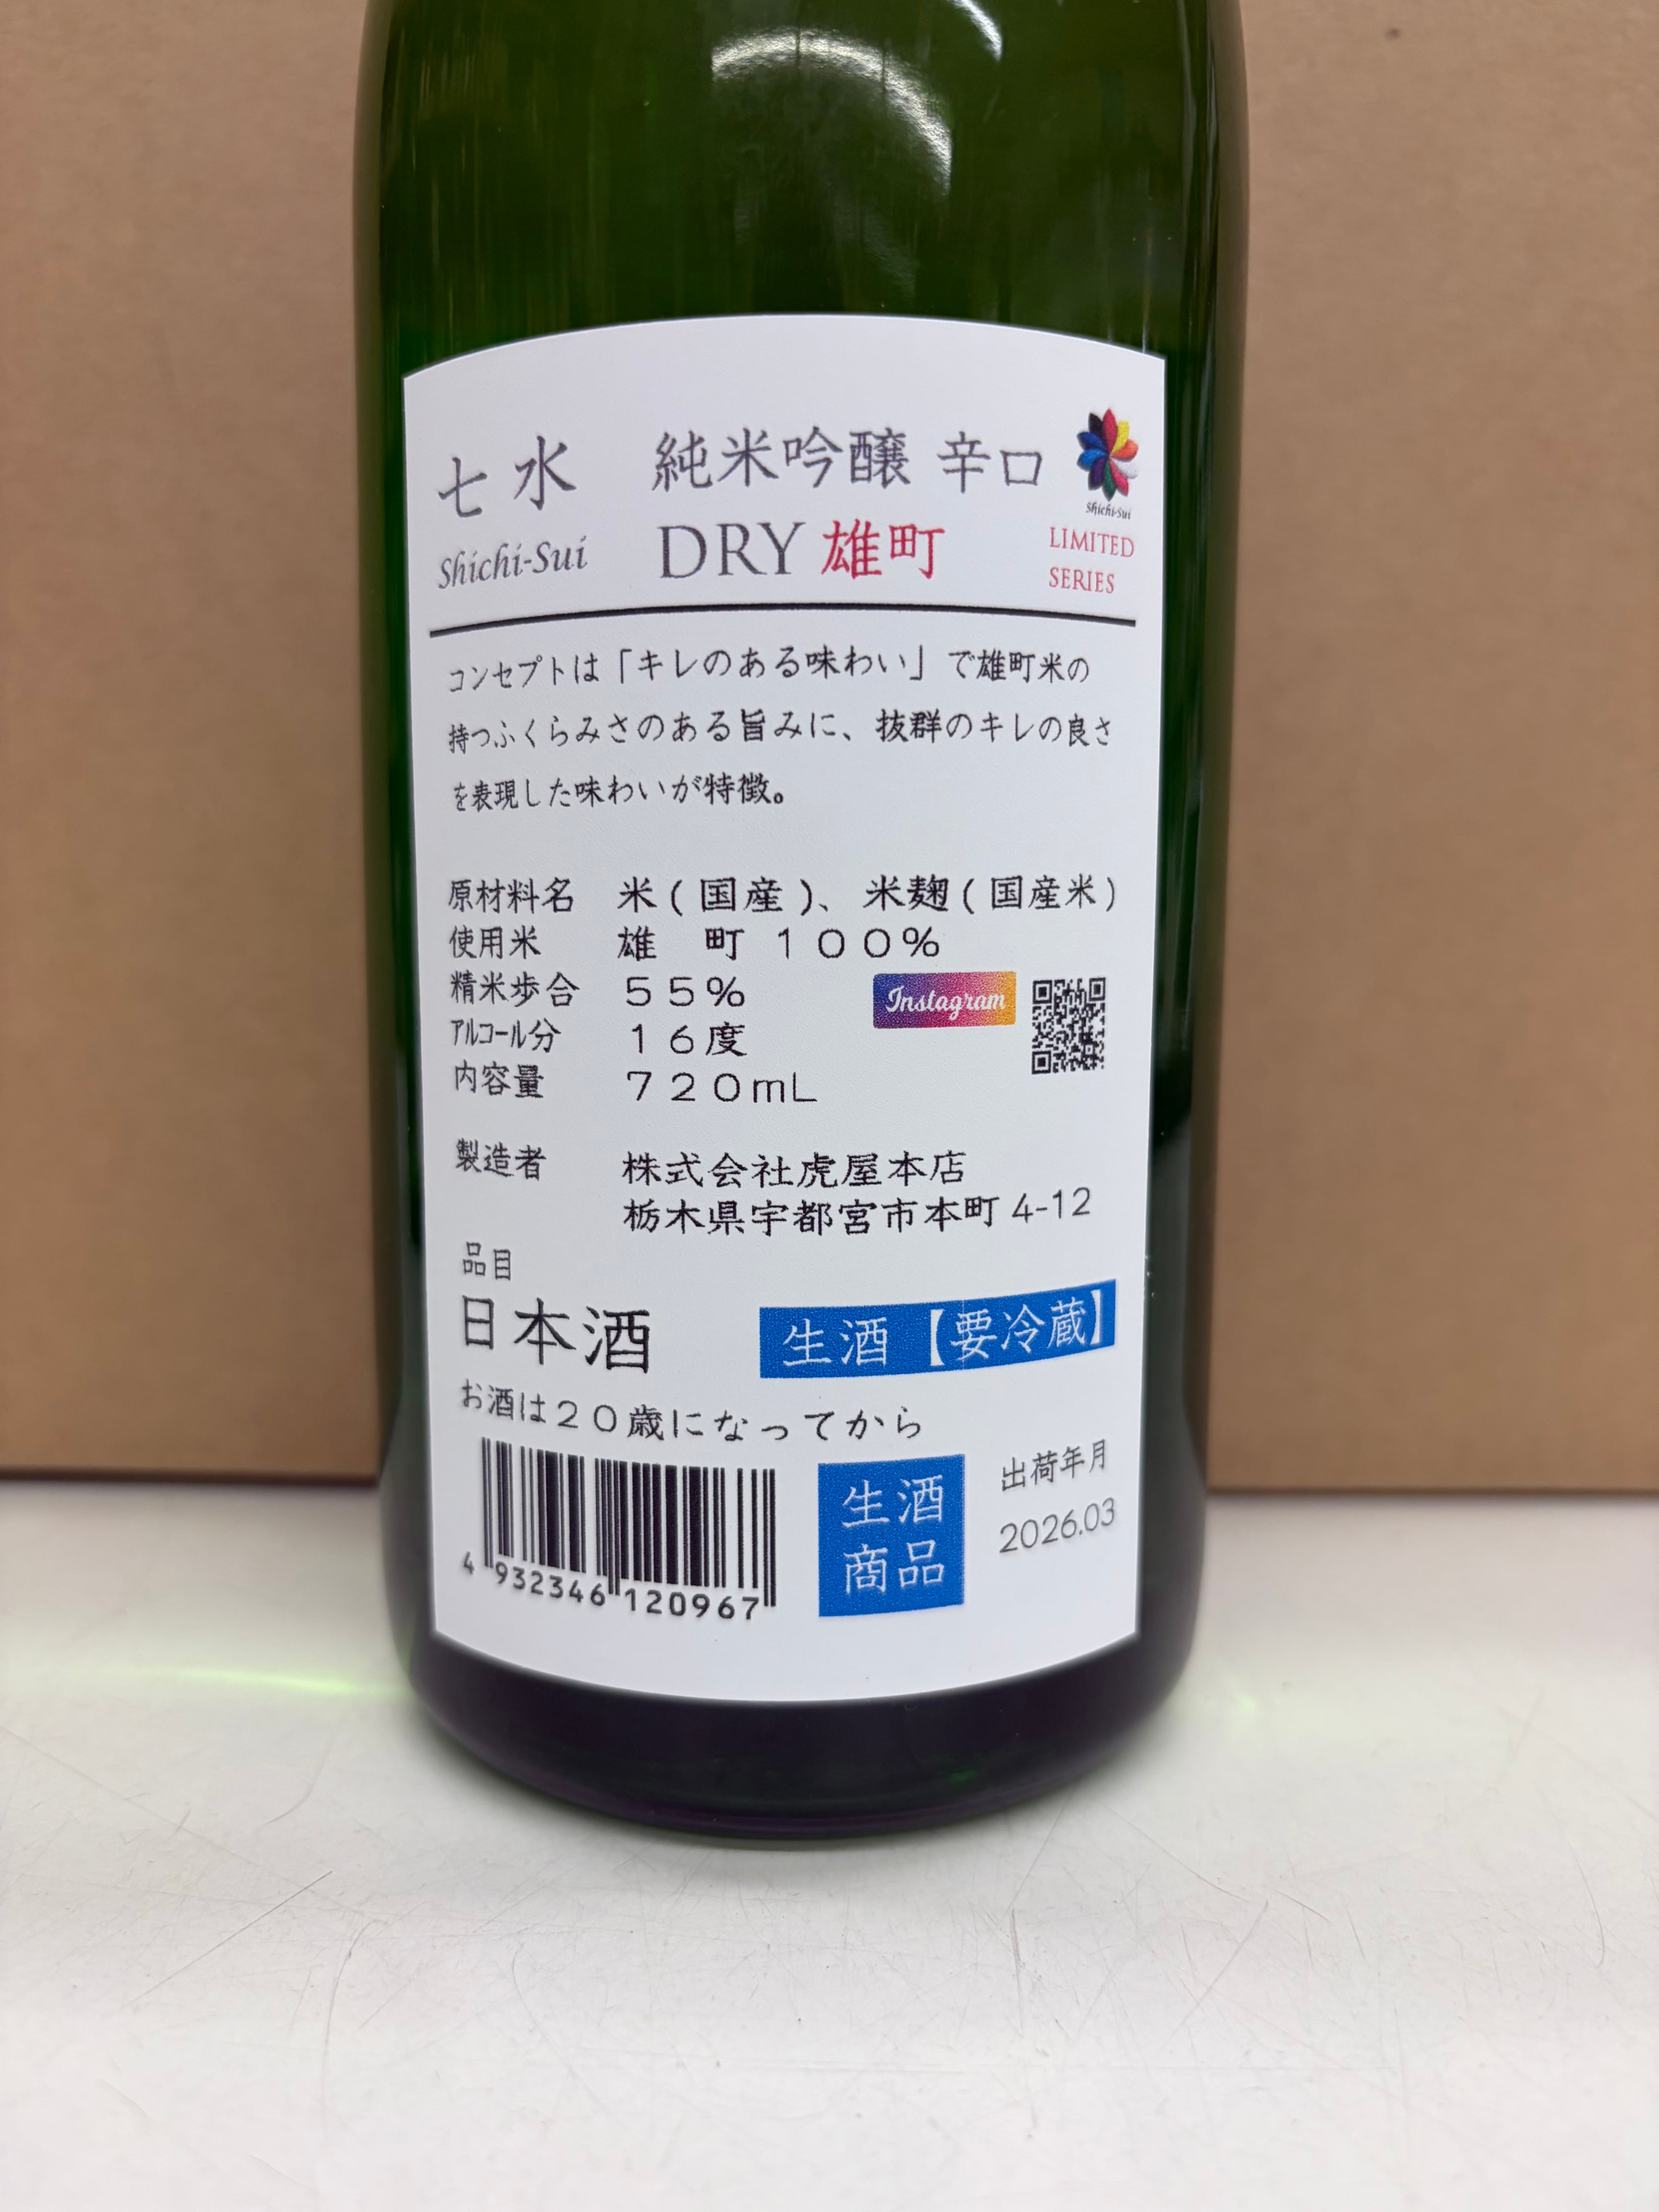 七水 純米吟醸 辛口
Shichi-Sui DRY 雄町
Shichi-Sui
LIMITED
SERIES
コンセプトは「キレのある味わい」で雄町米の
持つふくらみさのある旨みに、抜群のキレの良さ
を表現した味わいが特徴。
原材料名 米(国産)、米麹(国産米)
使用米 雄 町 100%
精米歩合 55%
アルコール分 16度
内容量 720mL
Instagram
製造者 株式会社虎屋本店
栃木県宇都宮市本町 4-12
品目
日本酒
生酒【要冷蔵】
お酒は20歳になってから
4 932346 120967
生酒
商品
出荷年月
2026.03